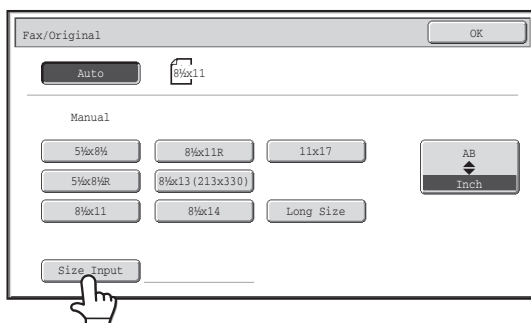 Fax/Original
OK
Auto
8½x11
Manual
5½x8½
8½x11R
11x17
AB
5½x8½R
8½x13(213x330)
Inch
8½x11
8½x14
Long Size
Size Input